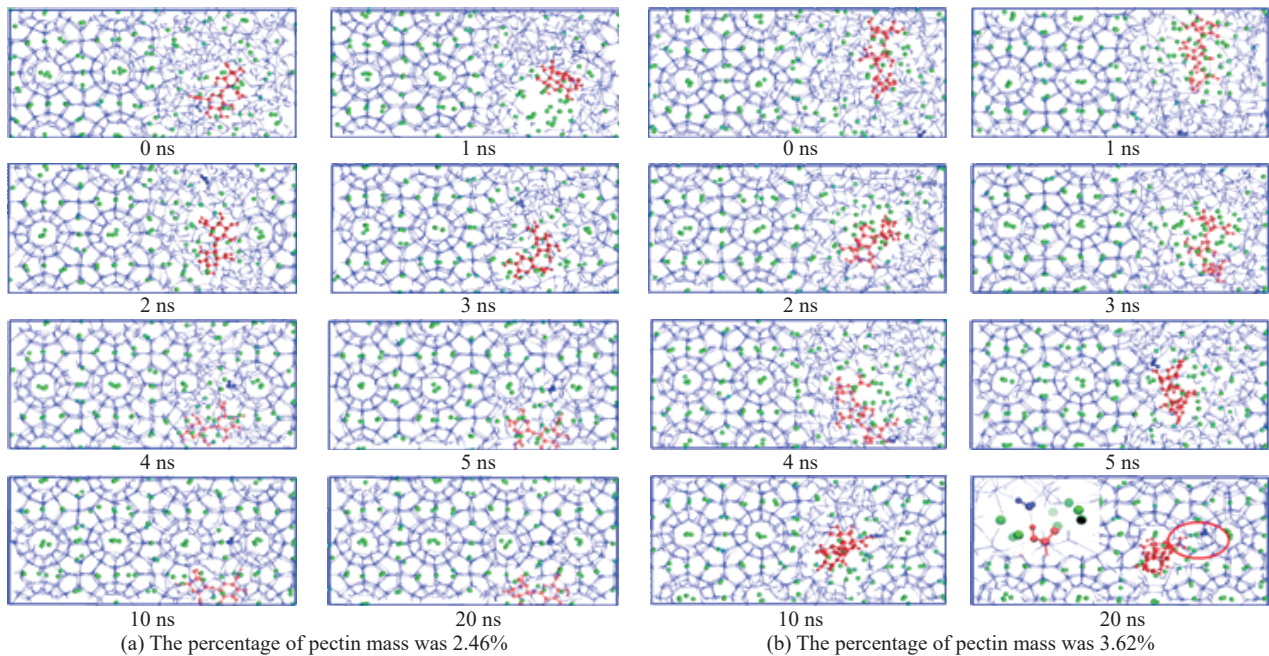 0 ns
1 ns
0 ns
1 ns
2 ns
3 ns
2 ns
3 ns
4 ns
5 ns
4 ns
5 ns
10 ns
20 ns
10 ns
20 ns
(a) The percentage of pectin mass was 2.46%
(b) The percentage of pectin mass was 3.62%